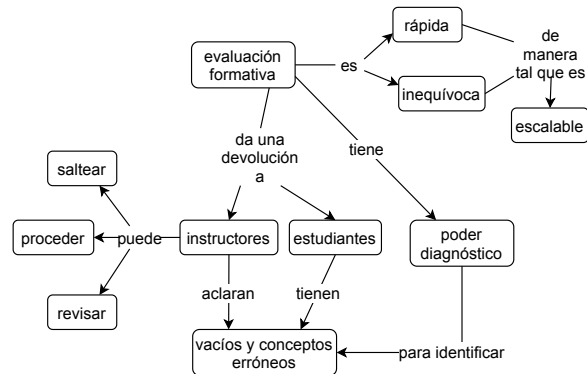 rápida
de
manera
tal que es
evaluación
formativa
es
inequívoca
escalable
da una
devolución
a
tiene
saltear
proceder
puede
instructores
estudiantes
poder
diagnóstico
revisar
aclaran
tienen
vacíos y conceptos
erróneos
para identificar